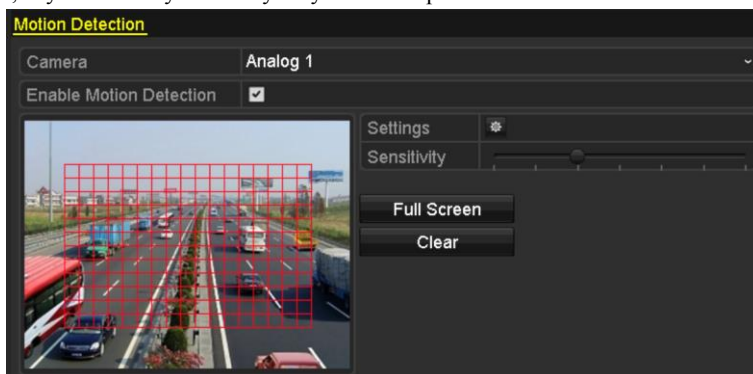 Motion Detection
Camera Analog 1
Enable Motion Detection
Settings
Sensitivity
Full Screen
Clear